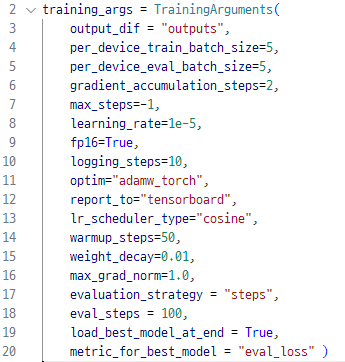 2 training_args = TrainingArguments(
3 output_dif = "outputs",
4 per_device_train_batch_size=5,
5 per_device_eval_batch_size=5,
6 gradient_accumulation_steps=2,
7 max_steps=-1,
8 learning_rate=1e-5,
9 fp16=True,
10 logging_steps=10,
11 optim="adamw_torch",
12 report_to="tensorboard",
13 lr_scheduler_type="cosine",
14 warmup_steps=50,
15 weight_decay=0.01,
16 max_grad_norm=1.0,
17 evaluation_strategy = "steps",
18 eval_steps = 100,
19 load_best_model_at_end = True,
20 metric_for_best_model = "eval_loss" )